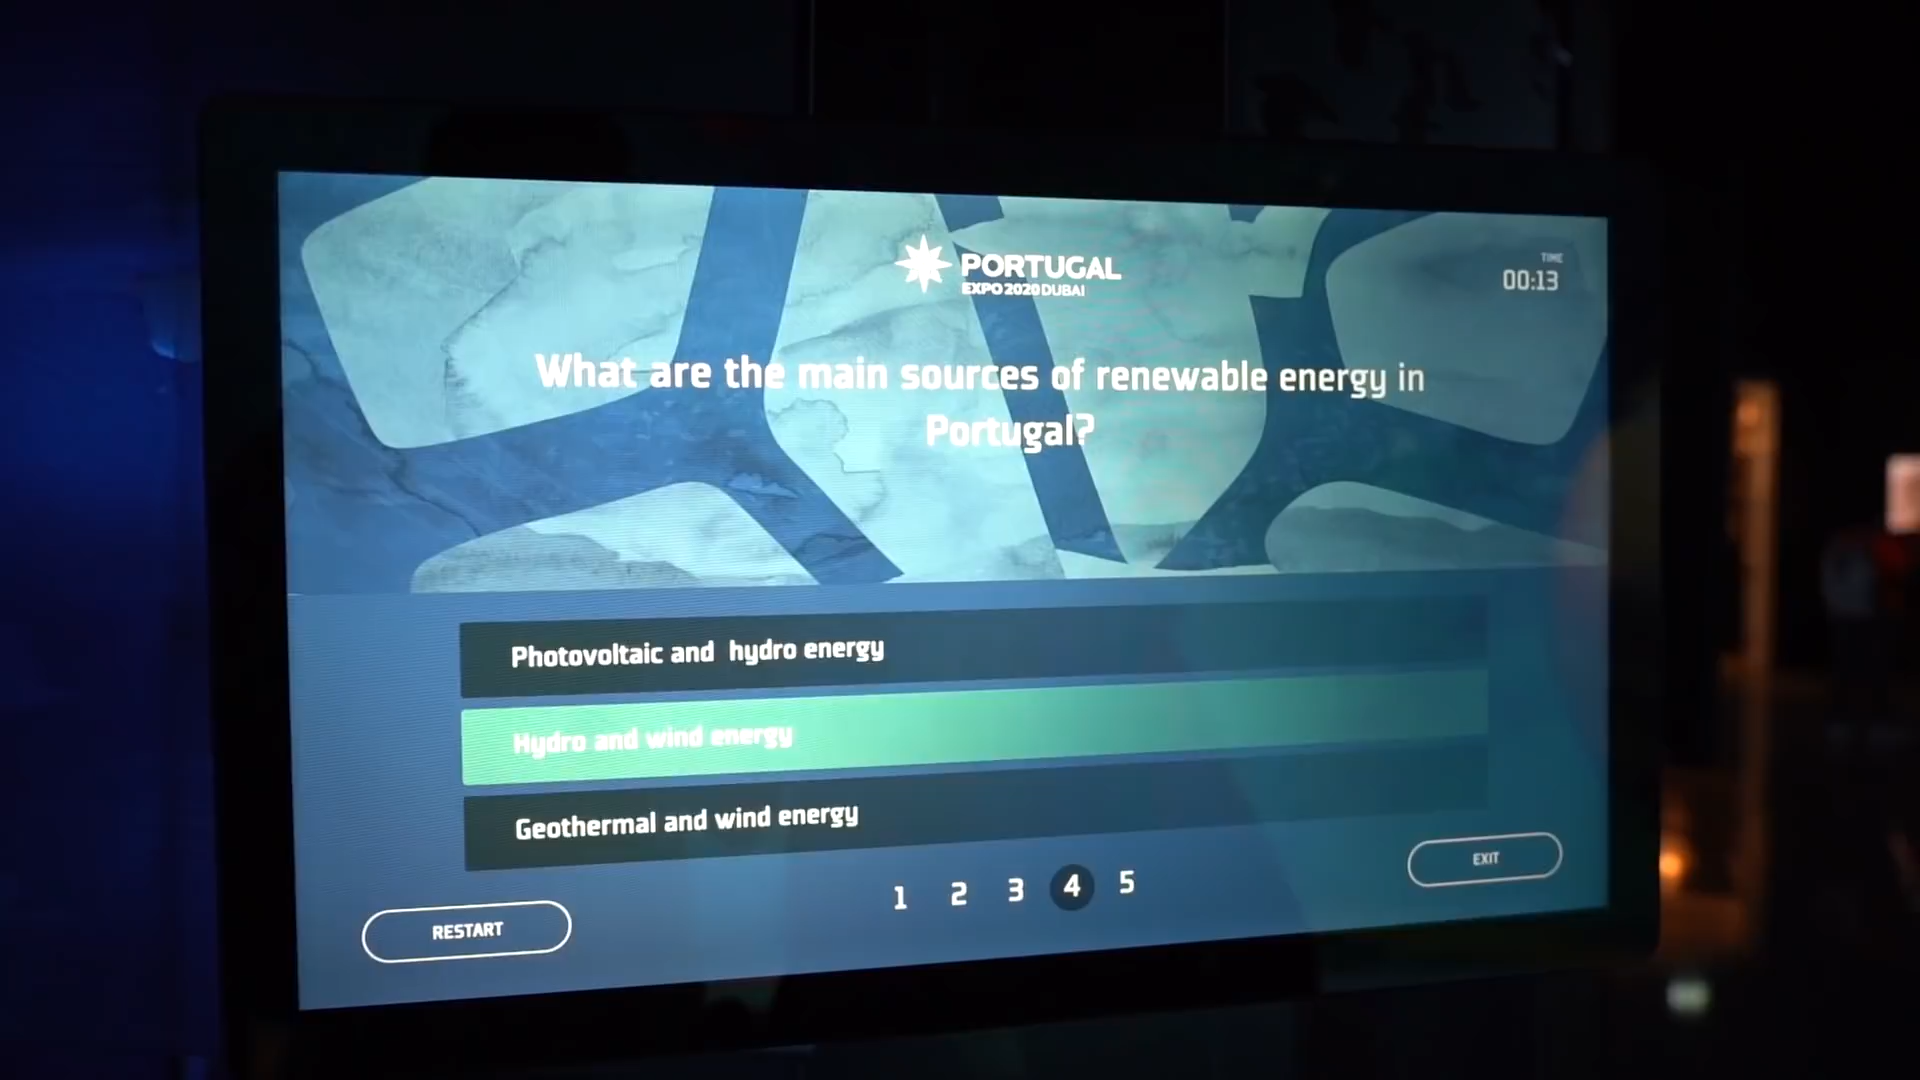 PORTUGAL
EXPO 2020 DUBAI
TIME
00:13
What are the main sources of renewable energy in
Portugal?
Photovoltaic and hydro energy
Hydro and wind energy
Geothermal and wind energy
1 2 3 4 5
RESTART
EXIT